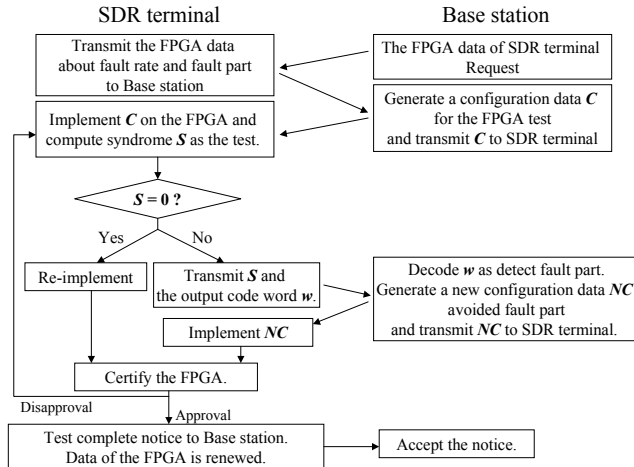 SDR terminal
Base station
Transmit the FPGA data
about fault rate and fault part
to Base station
The FPGA data of SDR terminal
Request
Implement C on the FPGA and
compute syndrome S as the test.
Generate a configuration data C
for the FPGA test
and transmit C to SDR terminal
S = 0 ?
Yes
No
Re-implement
Transmit S and
the output code word w.
Decode w as detect fault part.
Generate a new configuration data NC
avoided fault part
and transmit NC to SDR terminal.
Implement NC
Certify the FPGA.
Disapproval
Approval
Test complete notice to Base station.
Data of the FPGA is renewed.
Accept the notice.